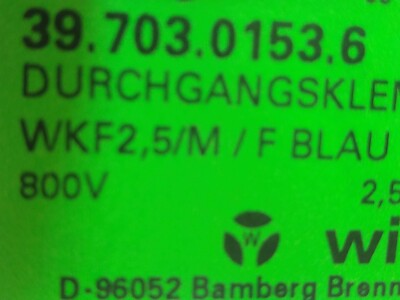 39.703.0153.6
DURCHGANGSKLEM
WKF2,5/M / F BLAU
800V 2,5
W wi
D-96052 Bamberg Brenn